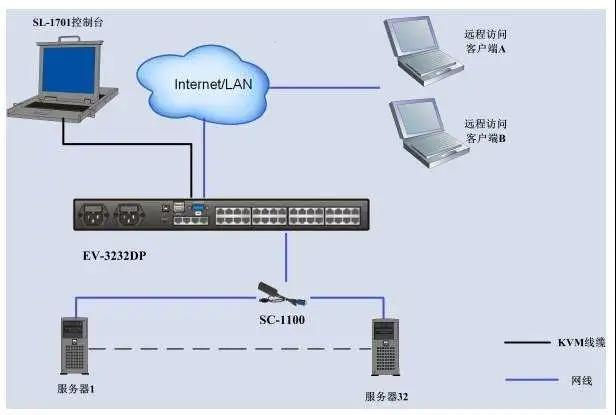 SL-1701控制台
Internet/LAN
远程访问
客户端A
远程访问
客户端B
EV-3232DP
SC-1100
服务器1
服务器32
KVM线缆
网线